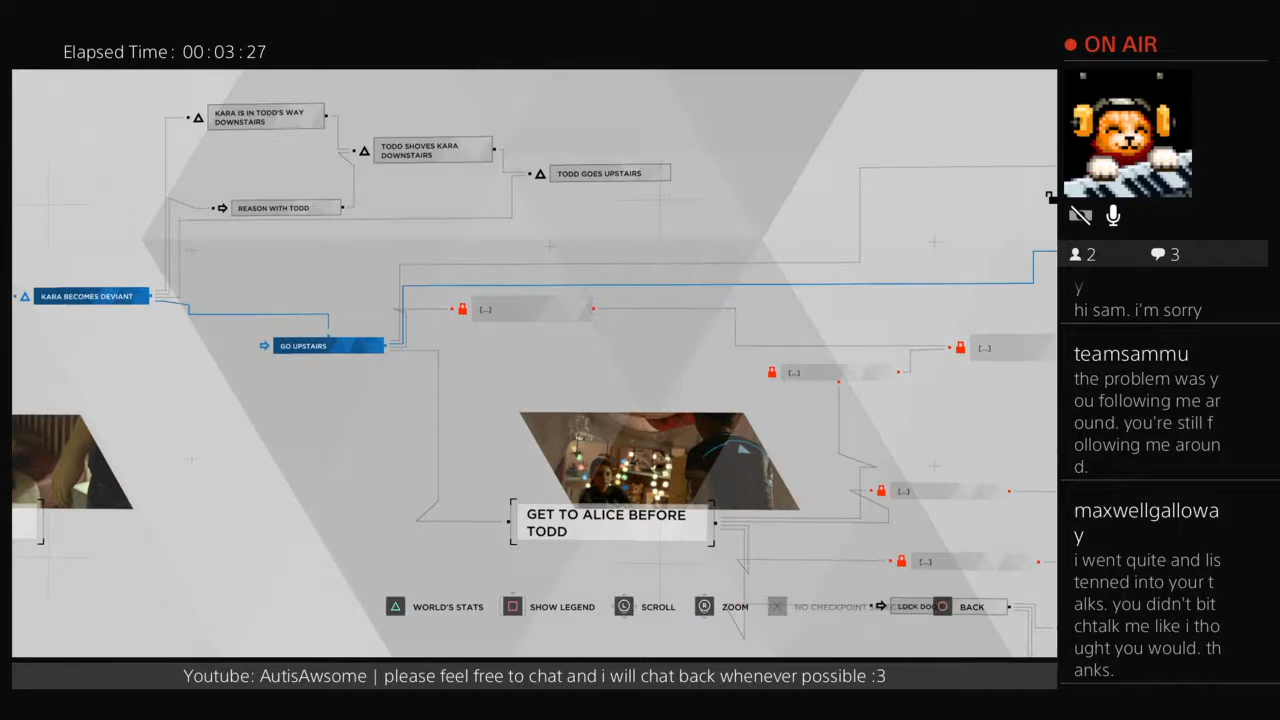 Elapsed Time: 00:03:27
ON AIR
KARA IS IN TODD'S WAY
DOWNSTAIRS
TODD SHOVES KARA
DOWNSTAIRS
TODD GOES UPSTAIRS
REASON WITH TODD
KARA BECOMES DEVIANT
GO UPSTAIRS
[...]
[...]
[...]
[...]
[...]
GET TO ALICE BEFORE
TODD
WORLD'S STATS
SHOW LEGEND
L
SCROLL
R
ZOOM
BACK
2
3
y
hi sam. i'm sorry
teamsammu
the problem was y
ou following me ar
ound. you're still f
ollowing me aroun
d.
maxwellgallowa
y
i went quite and lis
tenned into your t
alks. you didn't bit
chtalk me like i tho
ught you would. th
anks.
Youtube: AutisAwsome | please feel free to chat and i will chat back whenever possible :3